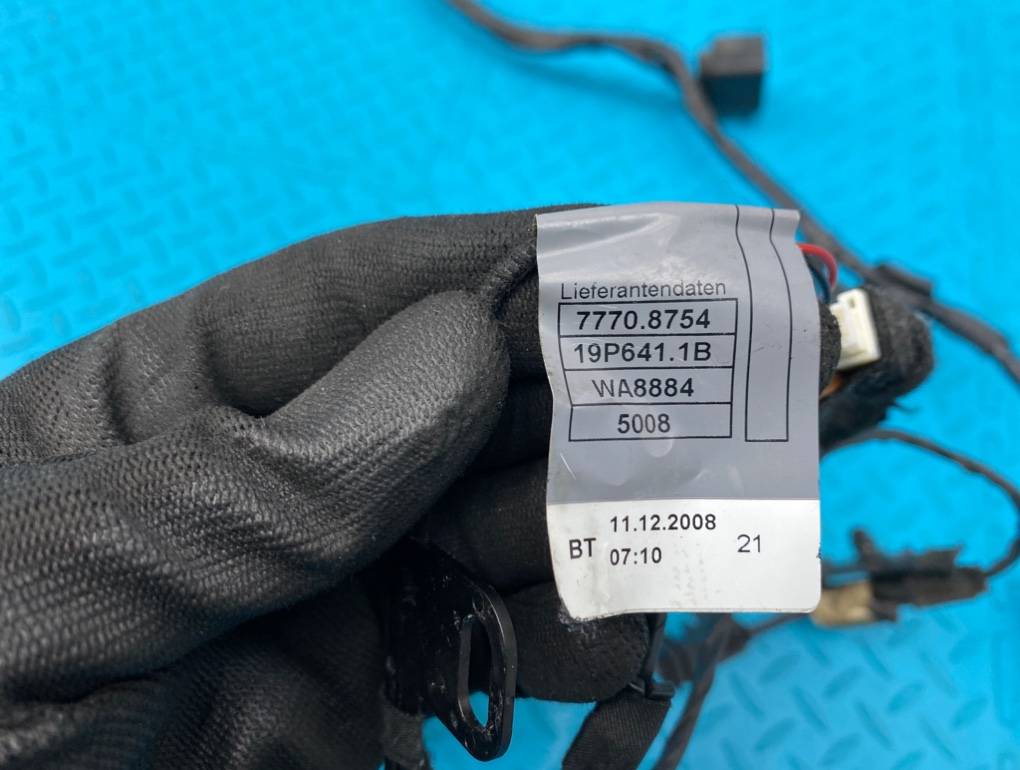 Lieferantendaten
7770.8754
19P641.1B
WA8884
5008
11.12.2008
BT 07:10 21